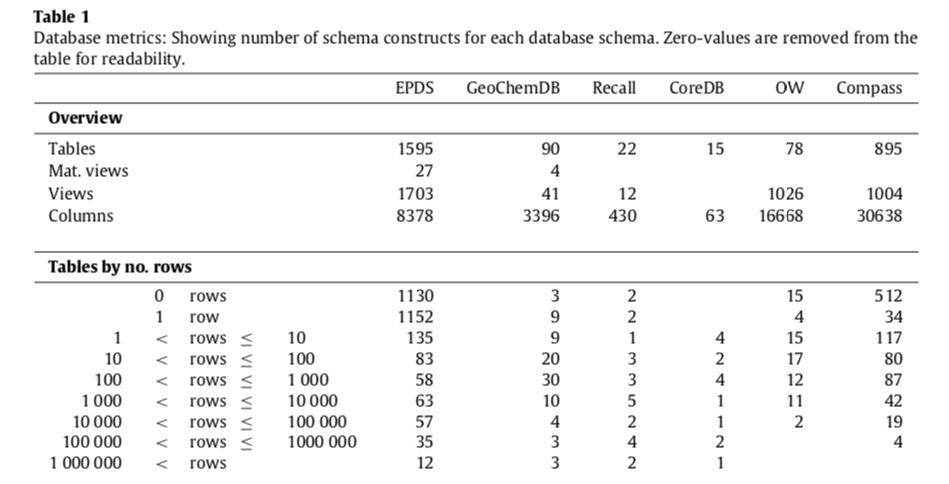 Table 1
Database metrics: Showing number of schema constructs for each database schema. Zero-values are removed from the
table for readability.
EPDS GeoChemDB Recall CoreDB OW Compass
Overview
Tables 1595 90 22 15 78 895
Mat. views 27 4
Views 1703 41 12 1026 1004
Columns 8378 3396 430 63 16668 30638
Tables by no. rows
0 rows 1130 3 2 15 512
1 row 1152 9 2 4 34
1 < rows ≤ 10 135 9 1 4 15 117
10 < rows ≤ 100 83 20 3 2 17 80
100 < rows ≤ 1 000 58 30 3 4 12 87
1 000 < rows ≤ 10 000 63 10 5 1 11 42
10 000 < rows ≤ 100 000 57 4 2 1 2 19
100 000 < rows ≤ 1000 000 35 3 4 2 4
1 000 000 < rows 12 3 2 1